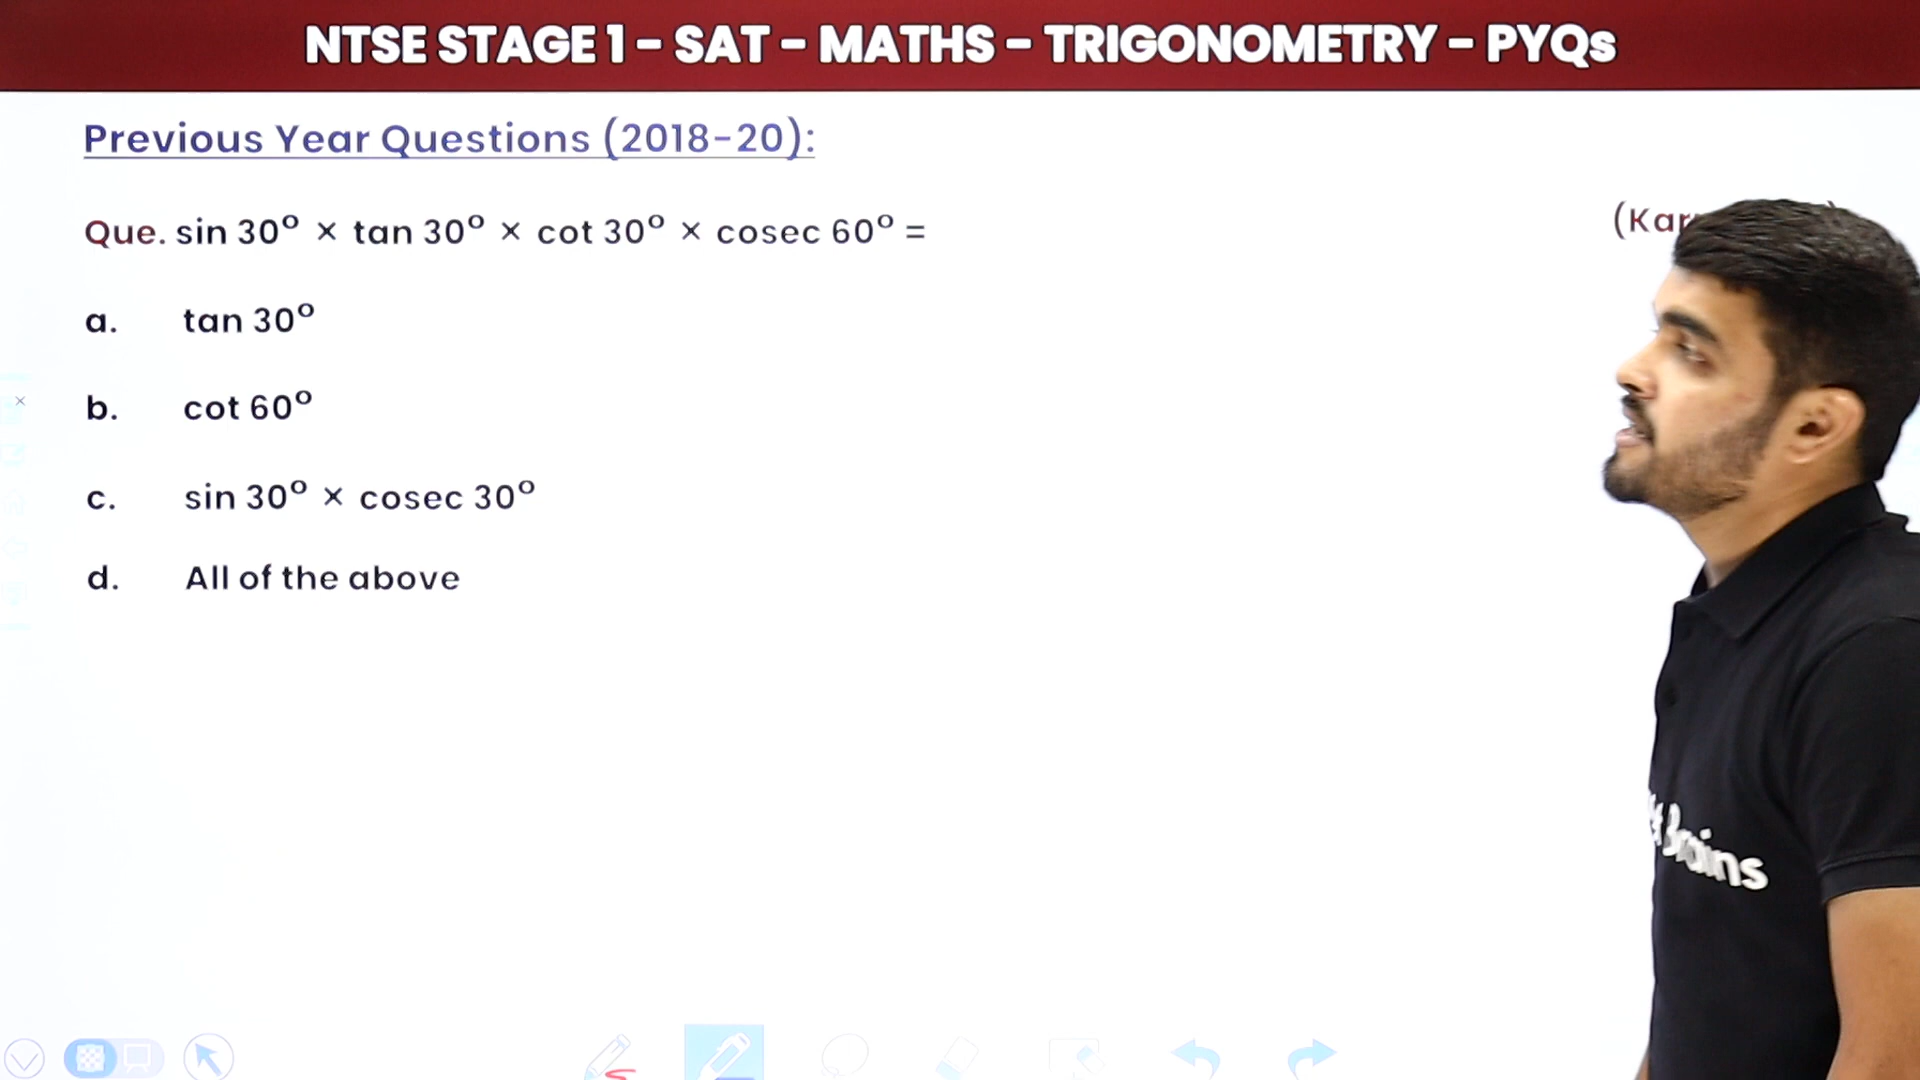 NTSE STAGE 1 – SAT – MATHS – TRIGONOMETRY – PYQs
Previous Year Questions (2018-20):
Que. sin 30° × tan 30° × cot 30° × cosec 60° =
a. tan 30°
b. cot 60°
c. sin 30° × cosec 30°
d. All of the above
Brains